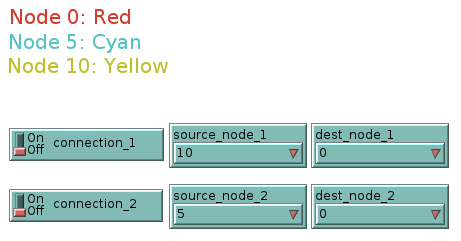 Node 0: Red
Node 5: Cyan
Node 10: Yellow
On
Off
connection_1
source_node_1
10
dest_node_1
0
On
Off
connection_2
source_node_2
5
dest_node_2
0